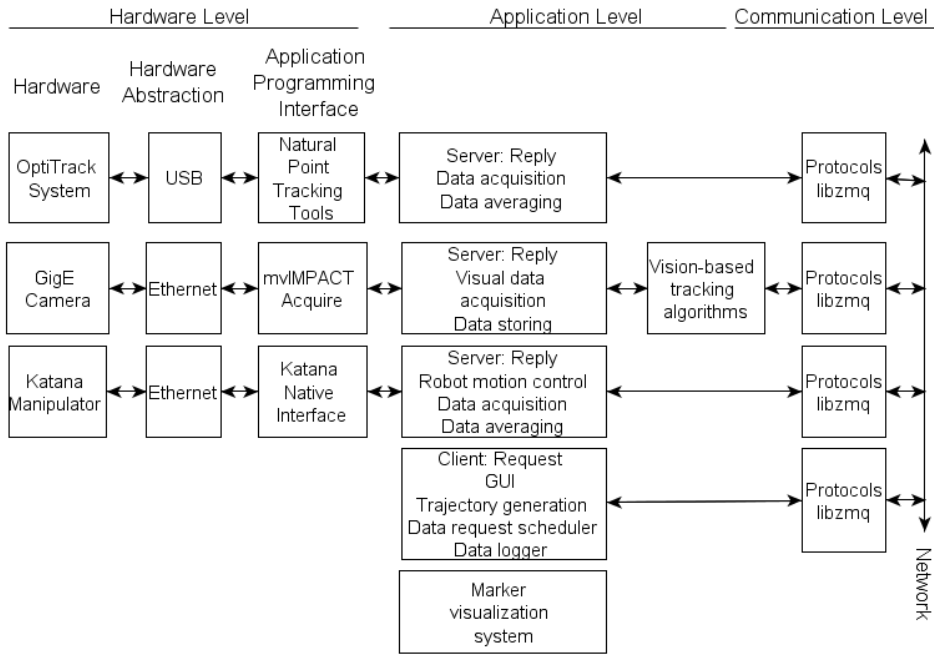 Hardware Level
Application Level
Communication Level
Hardware
Hardware
Abstraction
Application
Programming
Interface
OptiTrack
System
USB
Natural
Point
Tracking
Tools
Server: Reply
Data acquisition
Data averaging
Protocols
libzmq
GigE
Camera
Ethernet
mvIMPACT
Acquire
Server: Reply
Visual data
acquisition
Data storing
Vision-based
tracking
algorithms
Protocols
libzmq
Katana
Manipulator
Ethernet
Katana
Native
Interface
Server: Reply
Robot motion control
Data acquisition
Data averaging
Protocols
libzmq
Client: Request
GUI
Trajectory generation
Data request scheduler
Data logger
Protocols
libzmq
Network
Marker
visualization
system